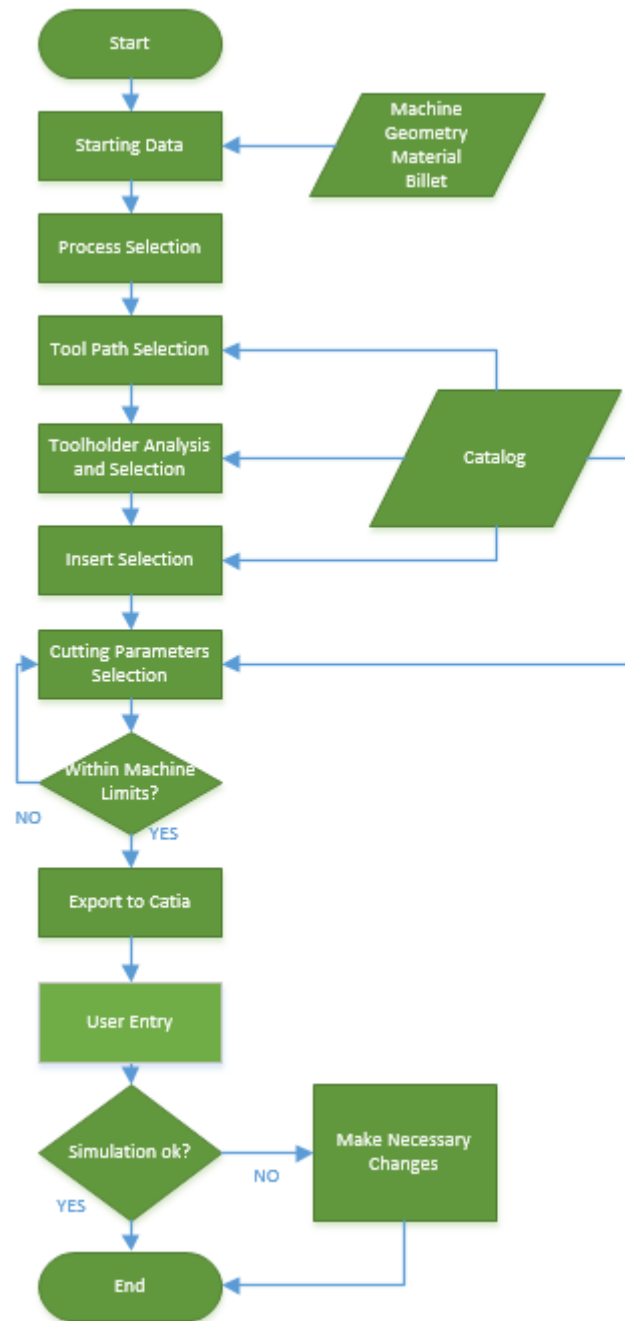 Start
Starting Data
Machine
Geometry
Material
Billet
Process Selection
Tool Path Selection
Toolholder Analysis
and Selection
Catalog
Insert Selection
Cutting Parameters
Selection
Within Machine
Limits?
NO
YES
Export to Catia
User Entry
Simulation ok?
NO
Make Necessary
Changes
YES
End